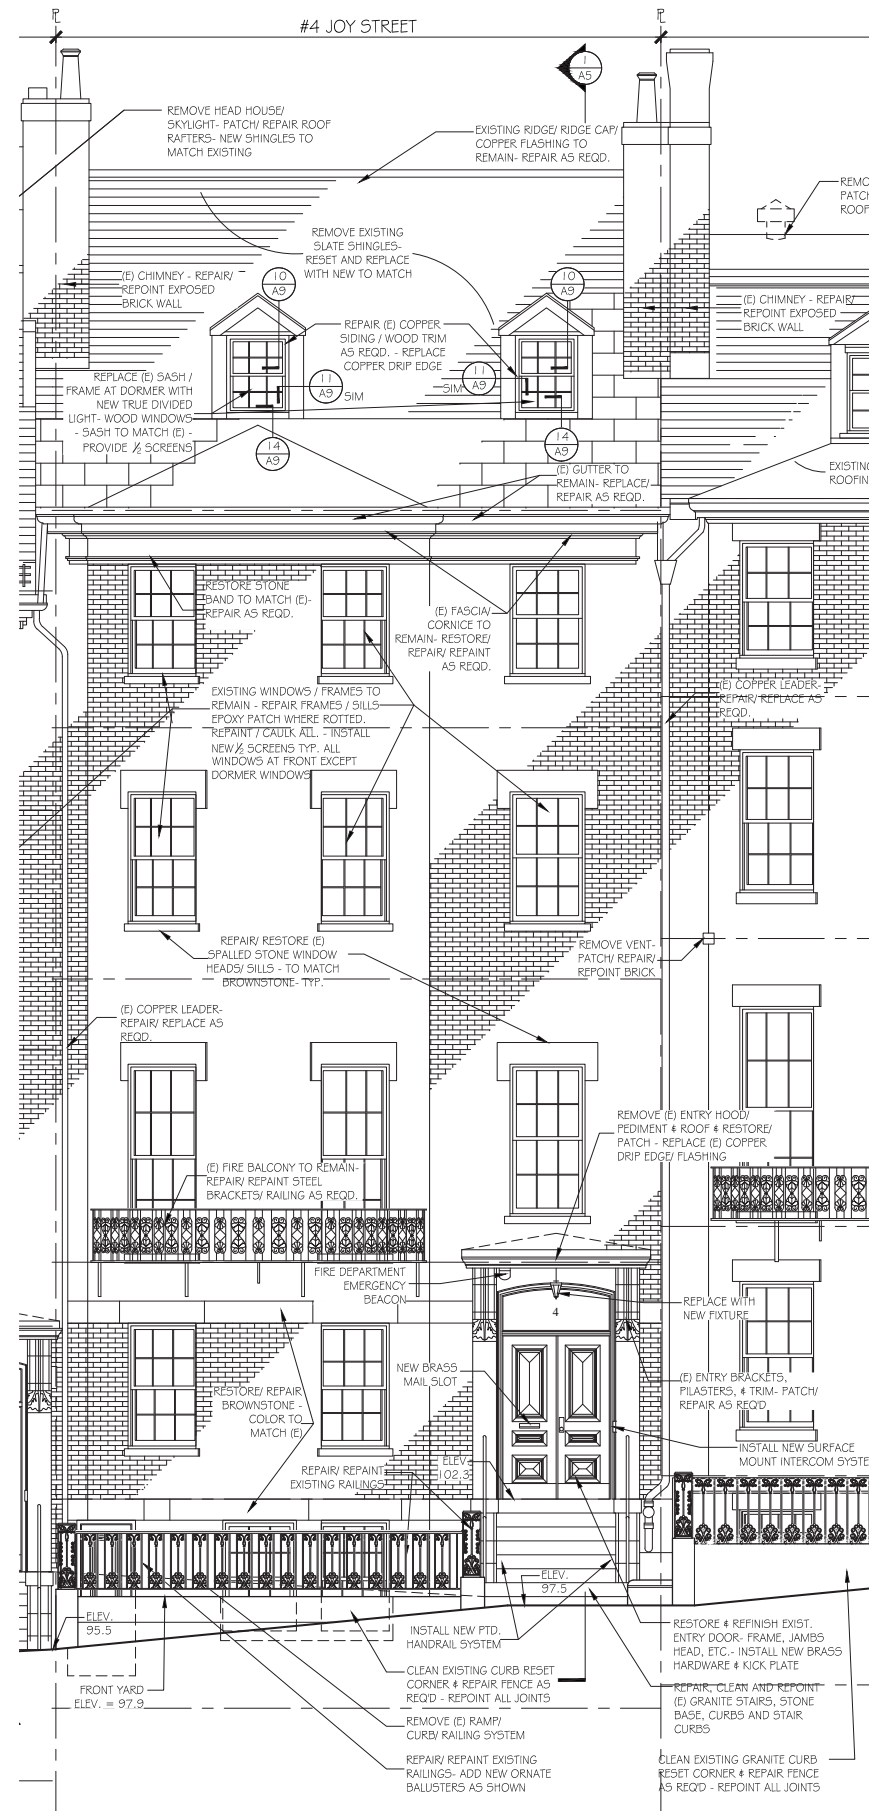 #4 JOY STREET
1
A5
REMOVE HEAD HOUSE/
SKYLIGHT- PATCH/ REPAIR ROOF
RAFTERS- NEW SHINGLES TO
MATCH EXISTING
EXISTING RIDGE/ RIDGE CAP/
COPPER FLASHING TO
REMAIN- REPAIR AS REQD.
REMO
PATCH
ROOF
REMOVE EXISTING
SLATE SHINGLES-
RESET AND REPLACE
WITH NEW TO MATCH
(E) CHIMNEY - REPAIR/
REPOINT EXPOSED
BRICK WALL
10
A9
10
A9
(E) CHIMNEY - REPAIR/
REPOINT EXPOSED
BRICK WALL
REPAIR (E) COPPER
SIDING / WOOD TRIM
AS REQD. - REPLACE
COPPER DRIP EDGE
REPLACE (E) SASH /
FRAME AT DORMER WITH
NEW TRUE DIVIDED
LIGHT- WOOD WINDOWS
- SASH TO MATCH (E) -
PROVIDE ½ SCREENS
11
A9
SIM
SIM
11
A9
14
A9
14
A9
(E) GUTTER TO
REMAIN- REPLACE/
REPAIR AS REQD.
EXISTING
ROOFIN
RESTORE STONE
BAND TO MATCH (E)-
REPAIR AS REQD.
(E) FASCIA/
CORNICE TO
REMAIN- RESTORE/
REPAIR/ REPAINT
AS REQD.
EXISTING WINDOWS / FRAMES TO
REMAIN - REPAIR FRAMES / SILLS
EPOXY PATCH WHERE ROTTED.
REPAINT / CAULK ALL. - INSTALL
NEW ½ SCREENS TYP. ALL
WINDOWS AT FRONT EXCEPT
DORMER WINDOWS
(E) COPPER LEADER-
REPAIR/ REPLACE AS
REQD.
REPAIR/ RESTORE (E)
SPALLED STONE WINDOW
HEADS/ SILLS - TO MATCH
BROWNSTONE- TYP.
REMOVE VENT-
PATCH/ REPAIR/
REPOINT BRICK
(E) COPPER LEADER-
REPAIR/ REPLACE AS
REQD.
REMOVE (E) ENTRY HOOD/
PEDIMENT & ROOF & RESTORE/
PATCH - REPLACE (E) COPPER
DRIP EDGE/ FLASHING
(E) FIRE BALCONY TO REMAIN-
REPAIR/ REPAINT STEEL
BRACKETS/ RAILING AS REQD.
FIRE DEPARTMENT
EMERGENCY
BEACON
4
REPLACE WITH
NEW FIXTURE
NEW BRASS
MAIL SLOT
(E) ENTRY BRACKETS,
PILASTERS, & TRIM- PATCH/
REPAIR AS REQ'D
RESTORE/ REPAIR
BROWNSTONE -
COLOR TO
MATCH (E)
INSTALL NEW SURFACE
MOUNT INTERCOM SYSTE
REPAIR/ REPAINT
EXISTING RAILINGS
ELEV.
102.3
ELEV.
97.5
ELEV.
95.5
INSTALL NEW PTD.
HANDRAIL SYSTEM
RESTORE & REFINISH EXIST.
ENTRY DOOR- FRAME, JAMBS
HEAD, ETC.- INSTALL NEW BRASS
HARDWARE & KICK PLATE
CLEAN EXISTING CURB RESET
CORNER & REPAIR FENCE AS
REQ'D - REPOINT ALL JOINTS
FRONT YARD
ELEV. = 97.9
REPAIR, CLEAN AND REPOINT
(E) GRANITE STAIRS, STONE
BASE, CURBS AND STAIR
CURBS
REMOVE (E) RAMP/
CURB/ RAILING SYSTEM
REPAIR/ REPAINT EXISTING
RAILINGS- ADD NEW ORNATE
BALUSTERS AS SHOWN
CLEAN EXISTING GRANITE CURB
RESET CORNER & REPAIR FENCE
AS REQ'D - REPOINT ALL JOINTS